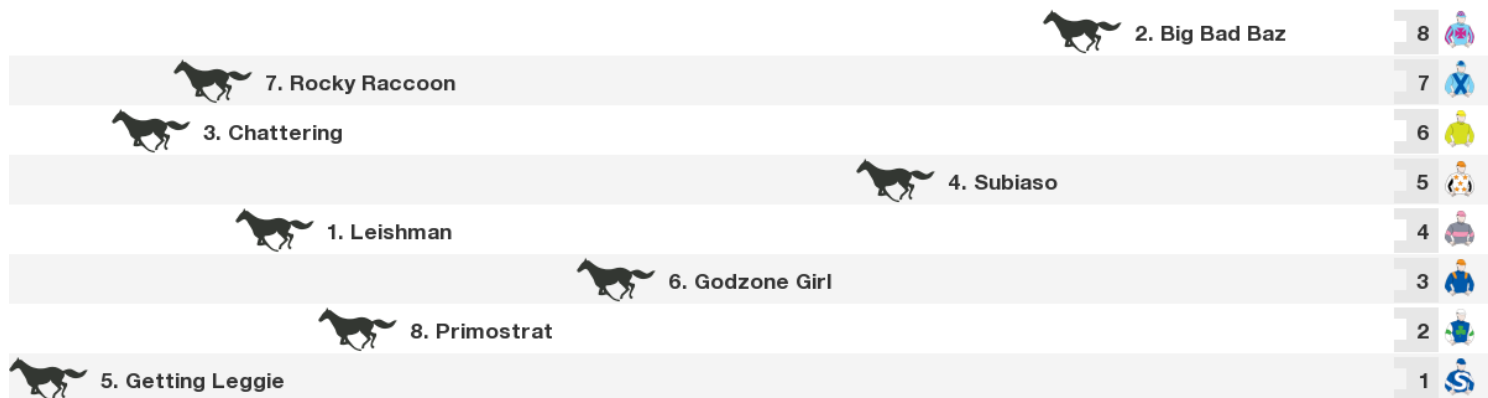 2. Big Bad Baz 8
7. Rocky Raccoon 7
3. Chattering 6
4. Subiaso 5
1. Leishman 4
6. Godzone Girl 3
8. Primostrat 2
5. Getting Leggie 1